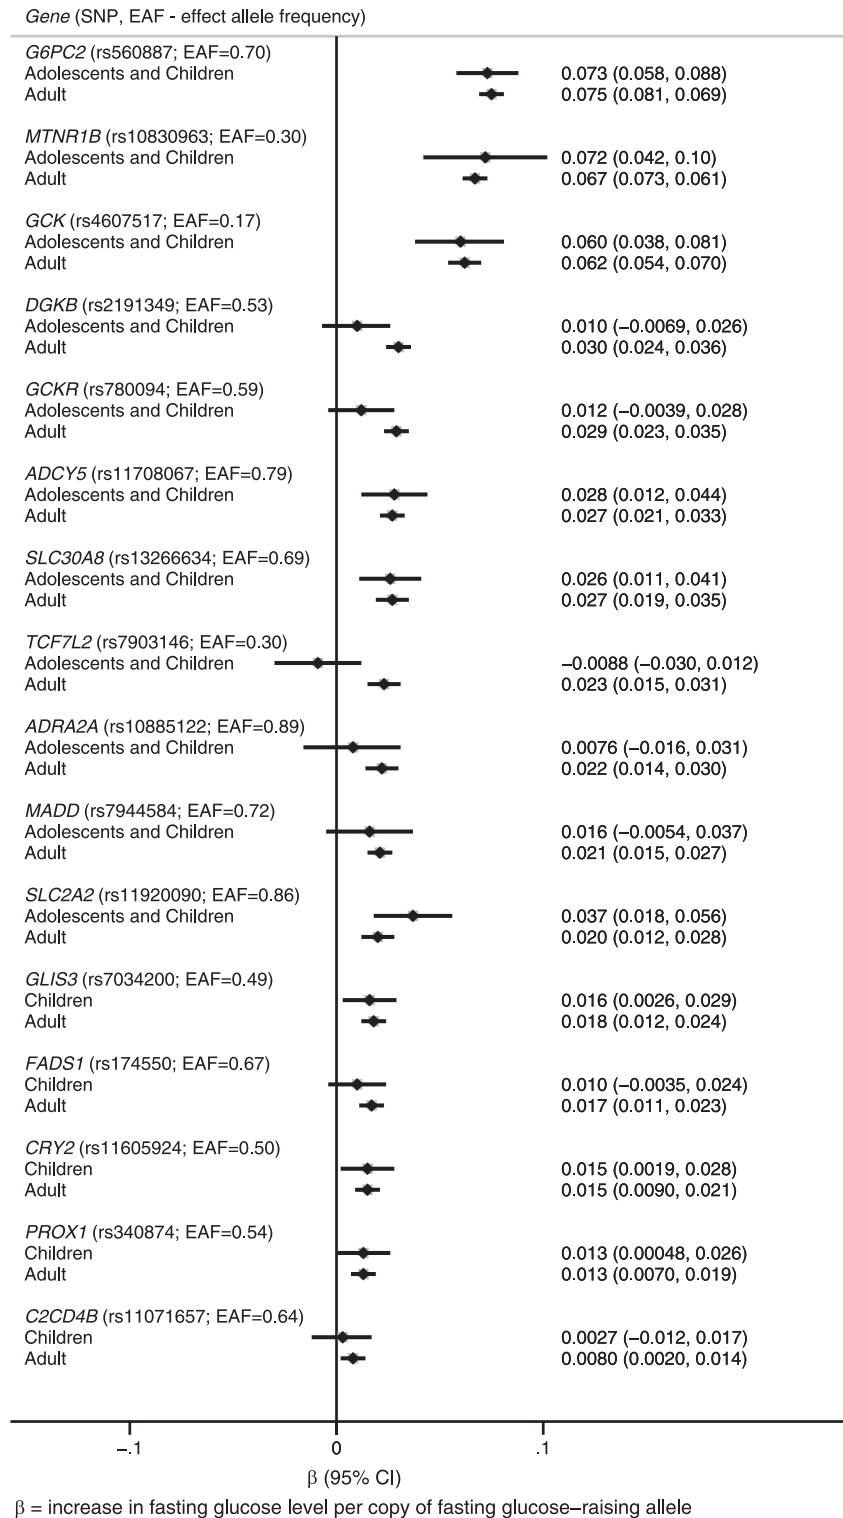 Gene (SNP, EAF - effect allele frequency)
G6PC2 (rs560887; EAF=0.70)
Adolescents and Children 0.073 (0.058, 0.088)
Adult 0.075 (0.081, 0.069)
MTNR1B (rs10830963; EAF=0.30)
Adolescents and Children 0.072 (0.042, 0.10)
Adult 0.067 (0.073, 0.061)
GCK (rs4607517; EAF=0.17)
Adolescents and Children 0.060 (0.038, 0.081)
Adult 0.062 (0.054, 0.070)
DGKB (rs2191349; EAF=0.53)
Adolescents and Children 0.010 (−0.0069, 0.026)
Adult 0.030 (0.024, 0.036)
GCKR (rs780094; EAF=0.59)
Adolescents and Children 0.012 (−0.0039, 0.028)
Adult 0.029 (0.023, 0.035)
ADCY5 (rs11708067; EAF=0.79)
Adolescents and Children 0.028 (0.012, 0.044)
Adult 0.027 (0.021, 0.033)
SLC30A8 (rs13266634; EAF=0.69)
Adolescents and Children 0.026 (0.011, 0.041)
Adult 0.027 (0.019, 0.035)
TCF7L2 (rs7903146; EAF=0.30)
Adolescents and Children −0.0088 (−0.030, 0.012)
Adult 0.023 (0.015, 0.031)
ADRA2A (rs10885122; EAF=0.89)
Adolescents and Children 0.0076 (−0.016, 0.031)
Adult 0.022 (0.014, 0.030)
MADD (rs7944584; EAF=0.72)
Adolescents and Children 0.016 (−0.0054, 0.037)
Adult 0.021 (0.015, 0.027)
SLC2A2 (rs11920090; EAF=0.86)
Adolescents and Children 0.037 (0.018, 0.056)
Adult 0.020 (0.012, 0.028)
GLIS3 (rs7034200; EAF=0.49)
Children 0.016 (0.0026, 0.029)
Adult 0.018 (0.012, 0.024)
FADS1 (rs174550; EAF=0.67)
Children 0.010 (−0.0035, 0.024)
Adult 0.017 (0.011, 0.023)
CRY2 (rs11605924; EAF=0.50)
Children 0.015 (0.0019, 0.028)
Adult 0.015 (0.0090, 0.021)
PROX1 (rs340874; EAF=0.54)
Children 0.013 (0.00048, 0.026)
Adult 0.013 (0.0070, 0.019)
C2CD4B (rs11071657; EAF=0.64)
Children 0.0027 (−0.012, 0.017)
Adult 0.0080 (0.0020, 0.014)
−.1 0 .1
β (95% CI)
β = increase in fasting glucose level per copy of fasting glucose−raising allele